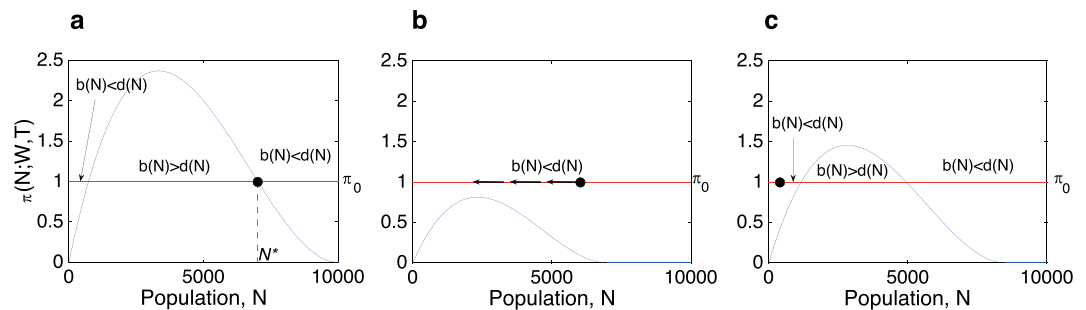 a
b
c
π(N;W,T)
2.5
2
1.5
1
0.5
0
b(N)<d(N)
b(N)>d(N)
b(N)<d(N)
π0
N*
0
5000
10000
Population, N
2.5
2
1.5
1
0.5
0
b(N)<d(N)
π0
0
5000
10000
Population, N
2.5
2
1.5
1
0.5
0
b(N)<d(N)
b(N)>d(N)
b(N)<d(N)
π0
0
5000
10000
Population, N